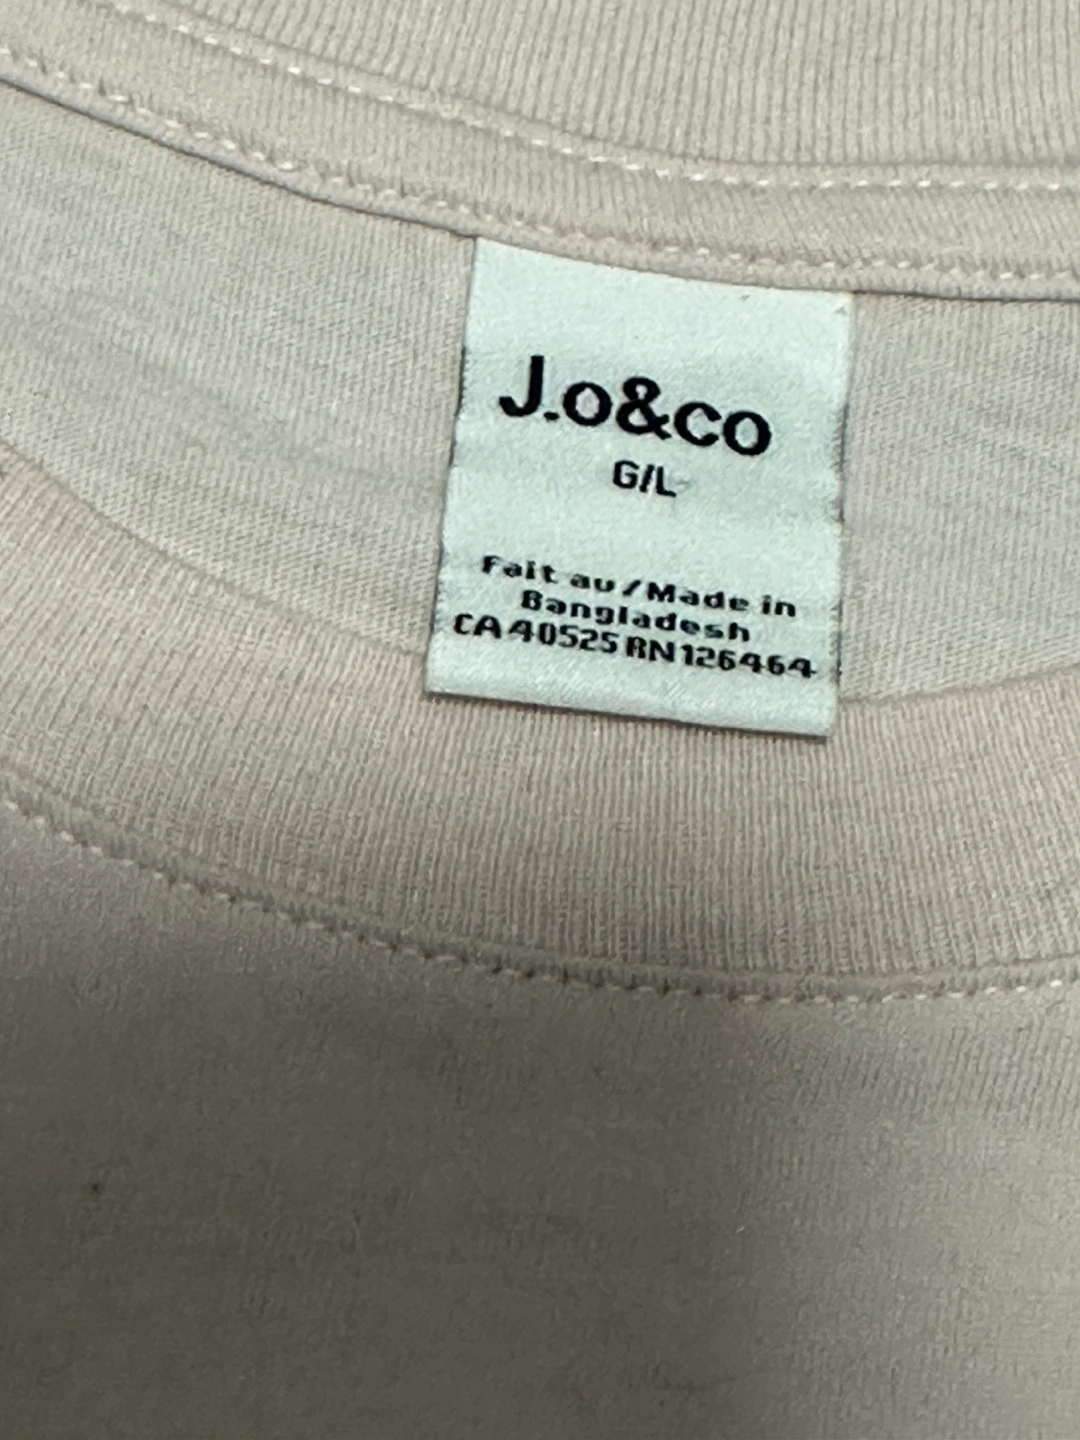 J.o&co
G/L
Fait au/Made in
Bangladesh
CA 40525 RN 126464